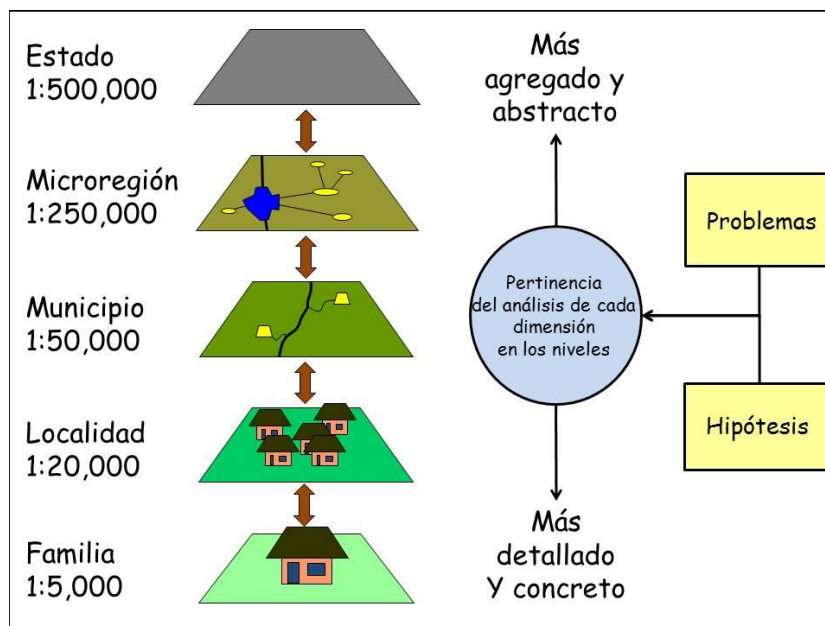 Estado
1:500,000
Microregión
1:250,000
Municipio
1:50,000
Localidad
1:20,000
Familia
1:5,000
Más
agregado y
abstracto
Pertinencia
del análisis de cada
dimensión
en los niveles
Más
detallado
Y concreto
Problemas
Hipótesis